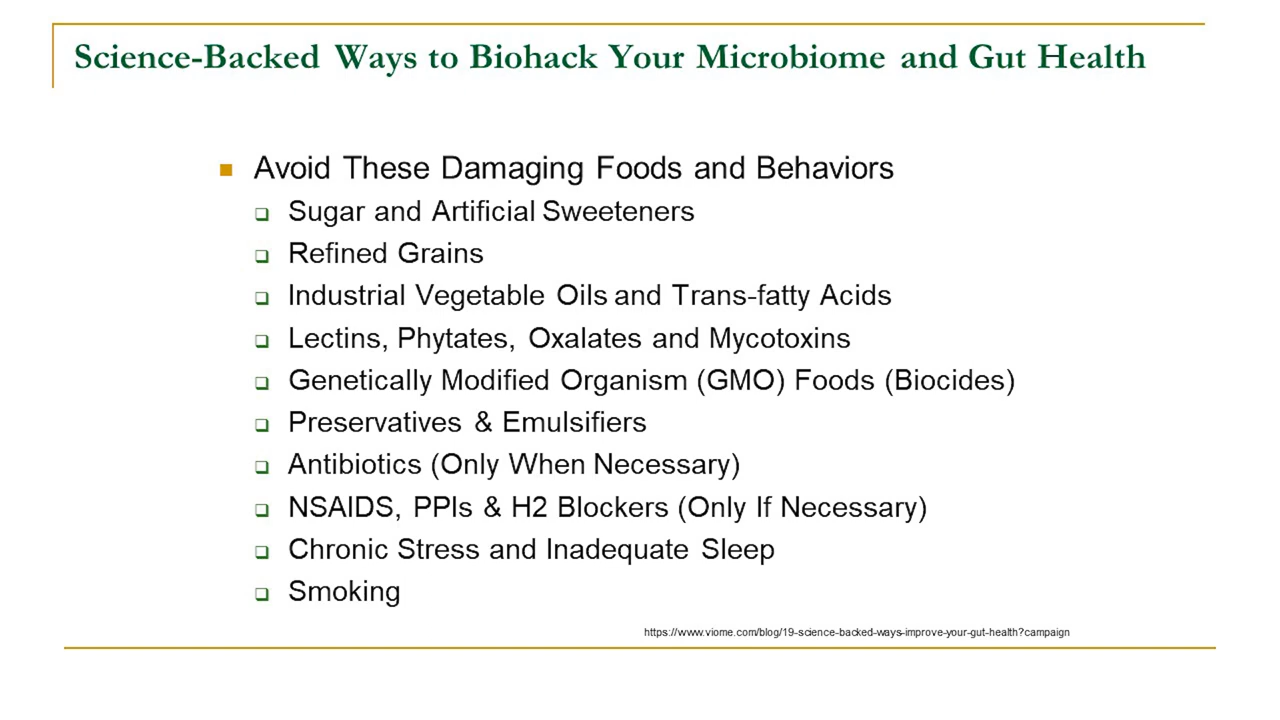 Science-Backed Ways to Biohack Your Microbiome and Gut Health
Avoid These Damaging Foods and Behaviors
Sugar and Artificial Sweeteners
Refined Grains
Industrial Vegetable Oils and Trans-fatty Acids
Lectins, Phytates, Oxalates and Mycotoxins
Genetically Modified Organism (GMO) Foods (Biocides)
Preservatives & Emulsifiers
Antibiotics (Only When Necessary)
NSAIDS, PPIs & H2 Blockers (Only If Necessary)
Chronic Stress and Inadequate Sleep
Smoking
https://www.viome.com/blog/19-science-backed-ways-improve-your-gut-health?campaign